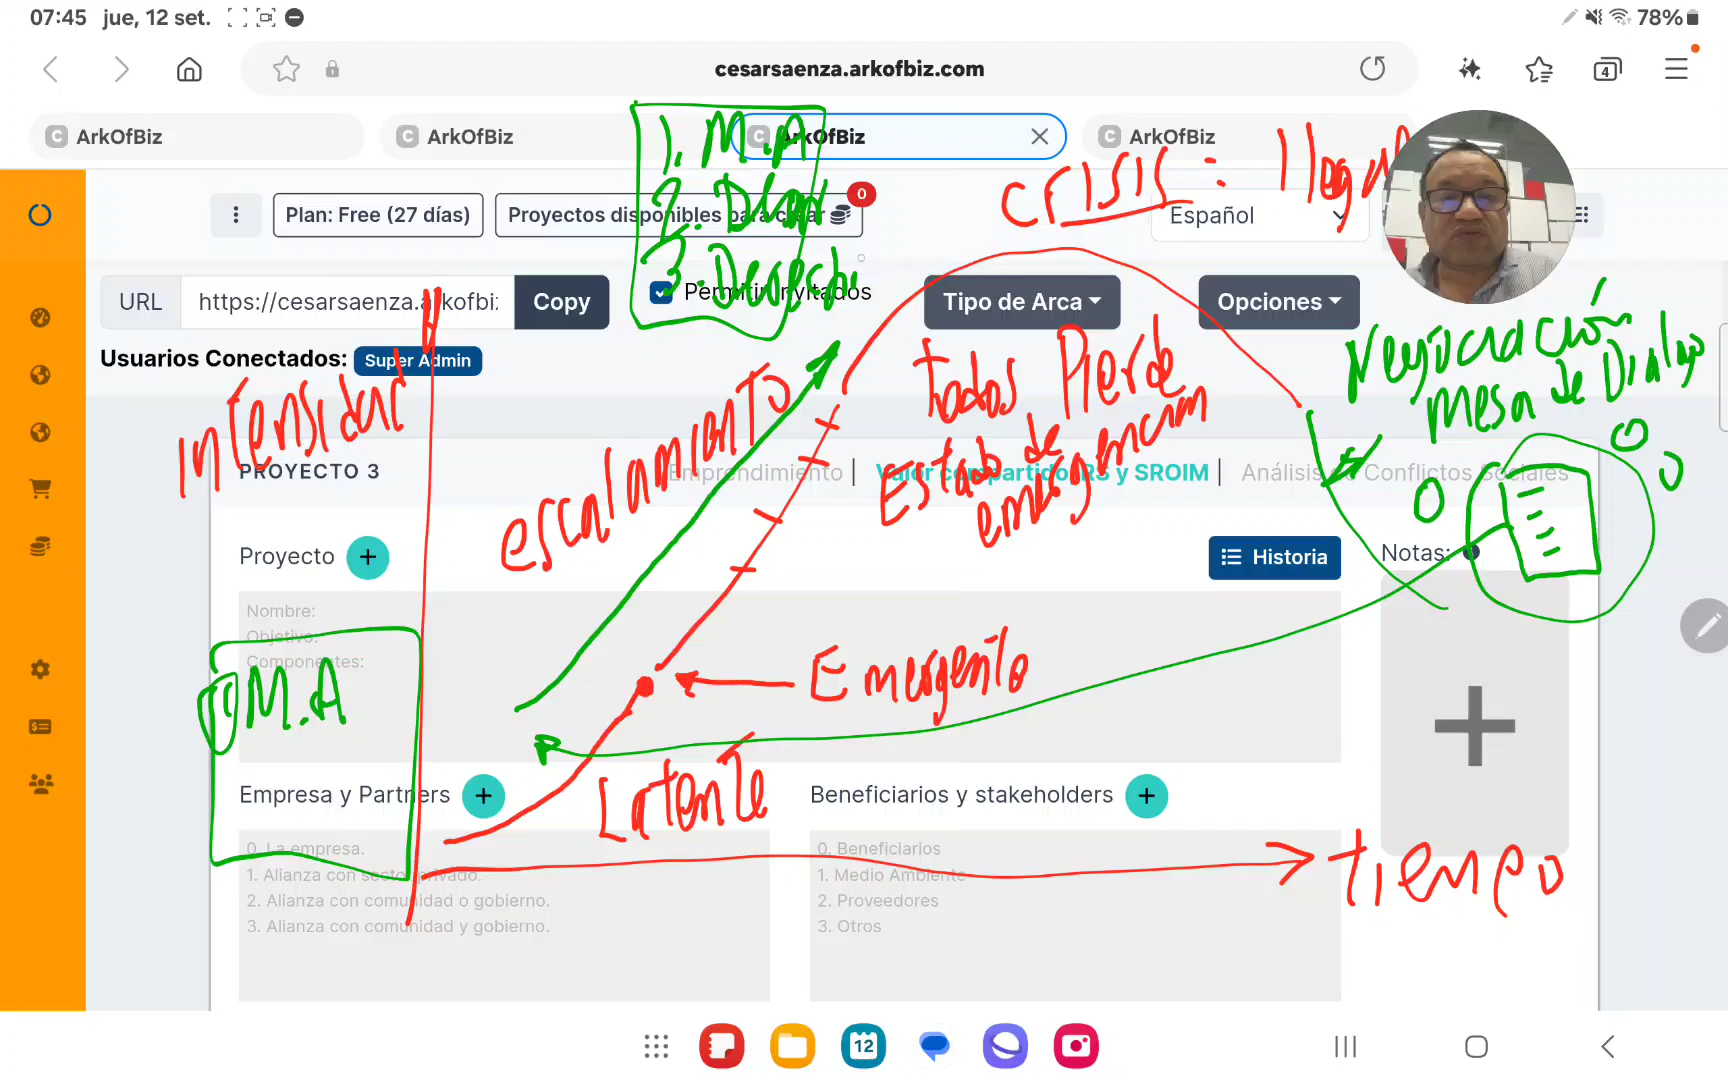 07:45 jue, 12 set.
78%
cesarsaenza.arkofbiz.com
4
C ArkOfBiz
C ArkOfBiz
C ArkOfBiz
C ArkOfBiz
1. M.A
2.
3.
crisis:
Plan: Free (27 días)
Proyectos disponibles para crear
0
Español
URL
https://cesarsaenza.arkofbiz:
Copy
Permitir invitados
Tipo de Arca
Opciones
Usuarios Conectados: Super Admin
Negociación
mesa de
intensidad
escalamiento
todos Pierde
Estab de
emergencia
PROYECTO 3
Emprendimiento
Valor compartido RS y SROIM
Análisis de Conflictos Sociales
Proyecto +
Historia
Notas:
Nombre:
Objetivo:
Componentes:
M.A
Emergente
Latente
Empresa y Partners +
Beneficiarios y stakeholders +
0. La empresa.
1. Alianza con sector privado.
2. Alianza con comunidad o gobierno.
3. Alianza con comunidad y gobierno.
0. Beneficiarios
1. Medio Ambiente
2. Proveedores
3. Otros
tiempo
12